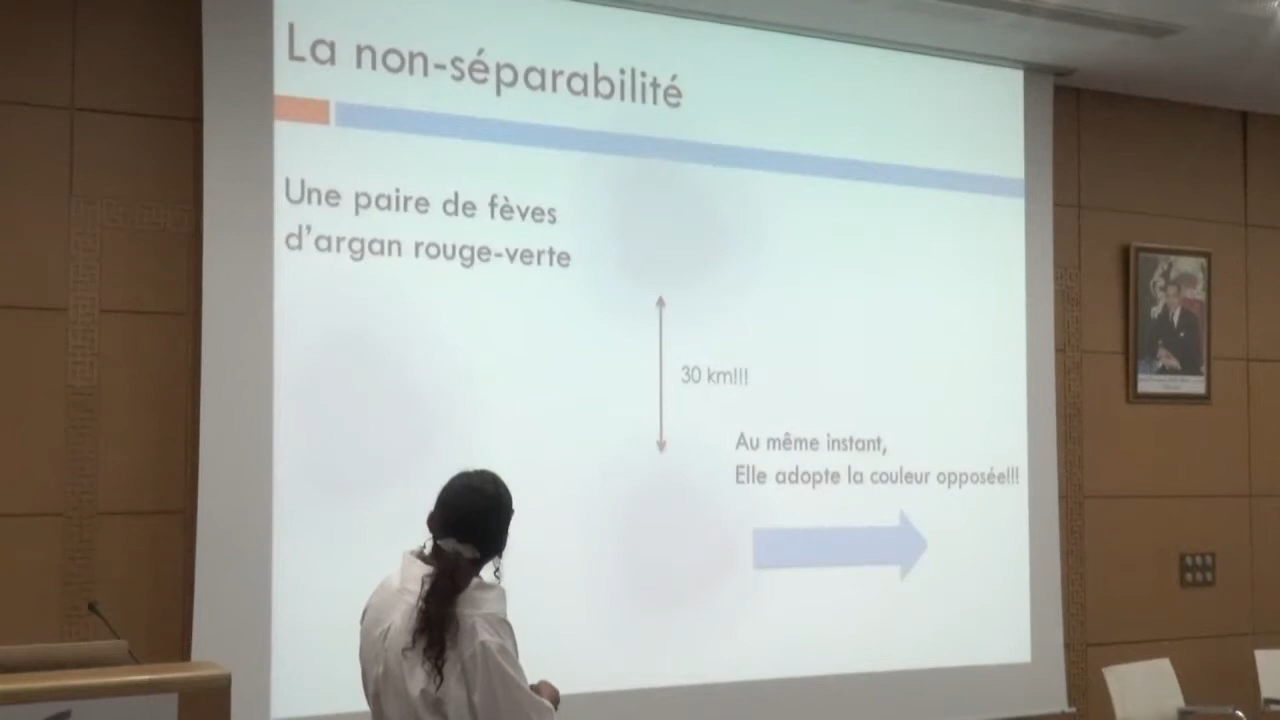 La non-séparabilité
Une paire de fèves
d'argan rouge-verte
30 km!!!
Au même instant,
Elle adopte la couleur opposée!!!